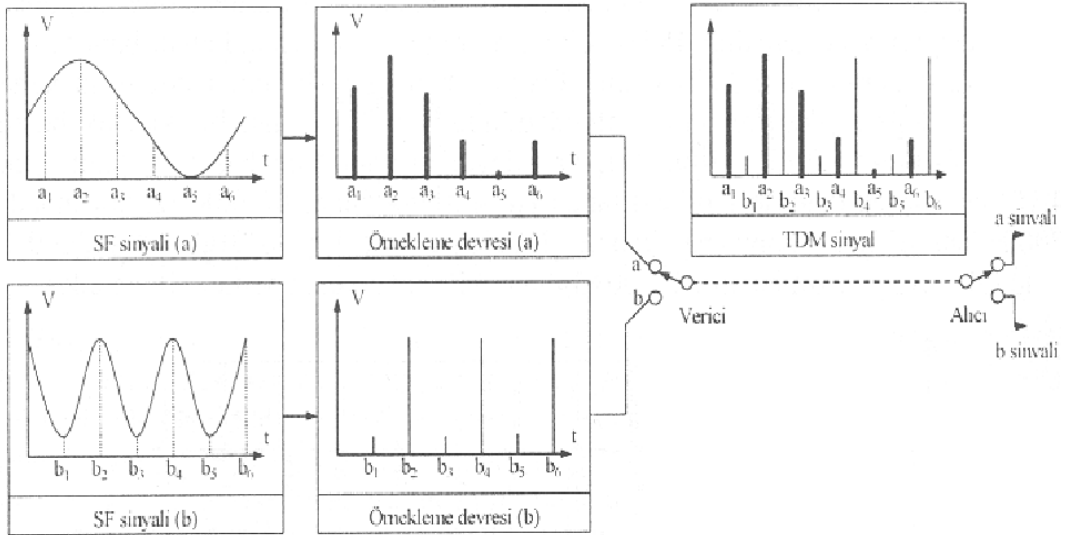 V
t
a₁ a₂ a₃ a₄ a₅ a₆
SF sinyali (a)
V
t
a₁ a₂ a₃ a₄ a₅ a₆
Örnekleme devresi (a)
a₁ b₁ a₂ b₂ a₃ b₃ a₄ b₄ a₅ b₅ a₆ b₆
TDM sinyal
V
t
b₁ b₂ b₃ b₄ b₅ b₆
SF sinyali (b)
V
t
b₁ b₂ b₃ b₄ b₅ b₆
Örnekleme devresi (b)
a
b
Verici
Alıcı
a sinyali
b sinyali